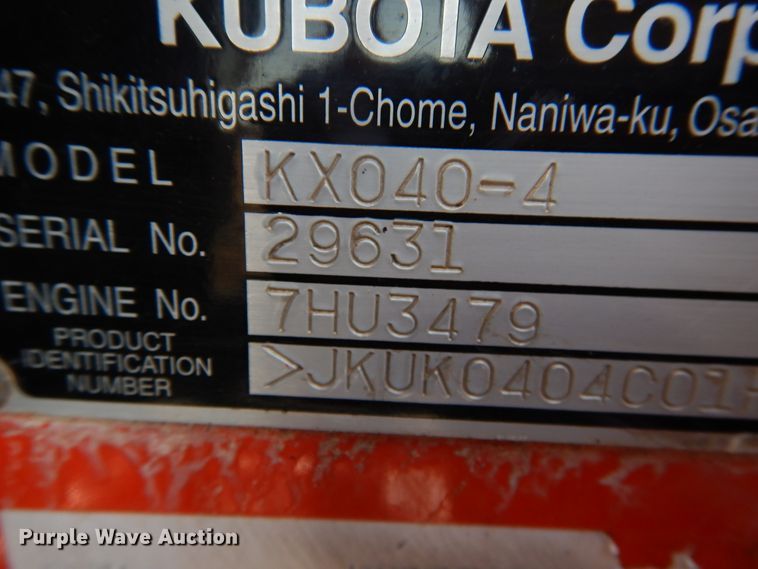 KUBOTA Corp
47, Shikitsuhigashi 1-Chome, Naniwa-ku, Osa
MODEL KX040-4
SERIAL No. 29631
ENGINE No. 7HU3479
PRODUCT IDENTIFICATION NUMBER >JKUK0404C01H
Purple Wave Auction